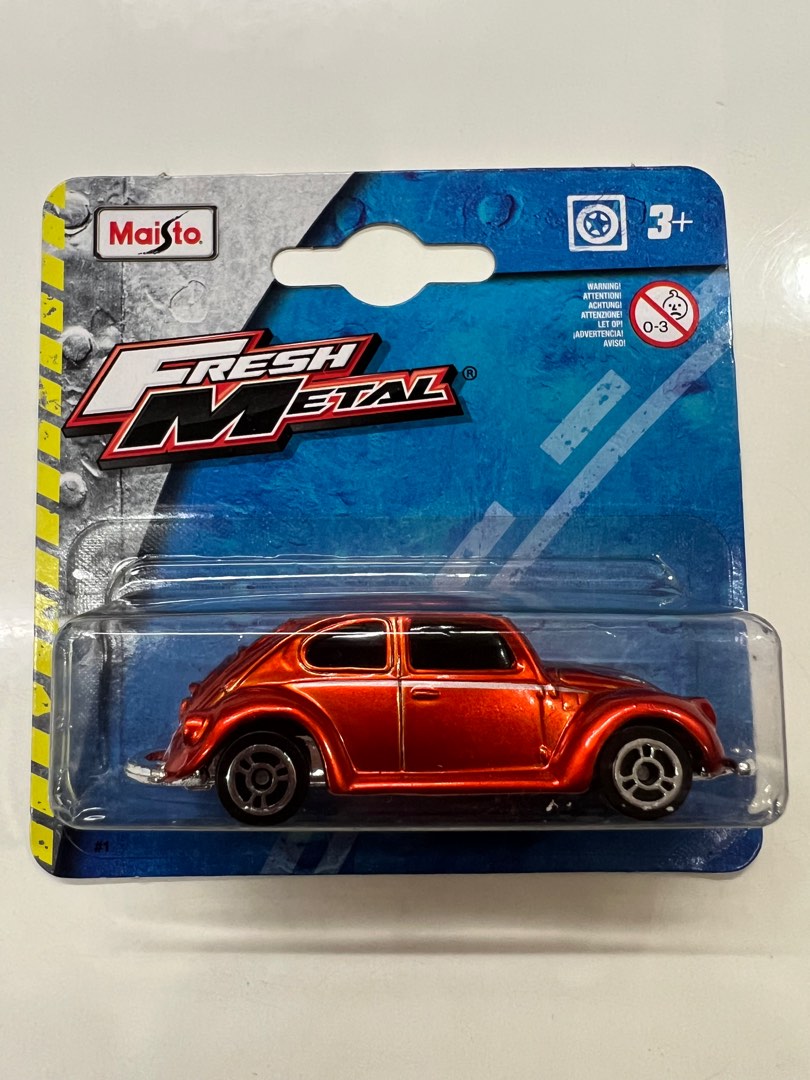 Maisto®
3+
WARNING!
ATTENTION!
ACHTUNG!
ATTENZIONE!
LET OP!
¡ADVERTENCIA!
AVISO!
0-3
FRESH
METAL®
#1